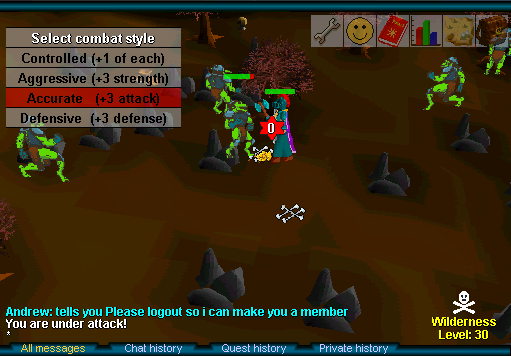 Select combat style
Controlled (+1 of each)
Aggressive (+3 strength)
Accurate (+3 attack)
Defensive (+3 defense)
0
Andrew: tells you Please logout so i can make you a member
You are under attack!
*
Wilderness
Level: 30
All messages Chat history Quest history Private history